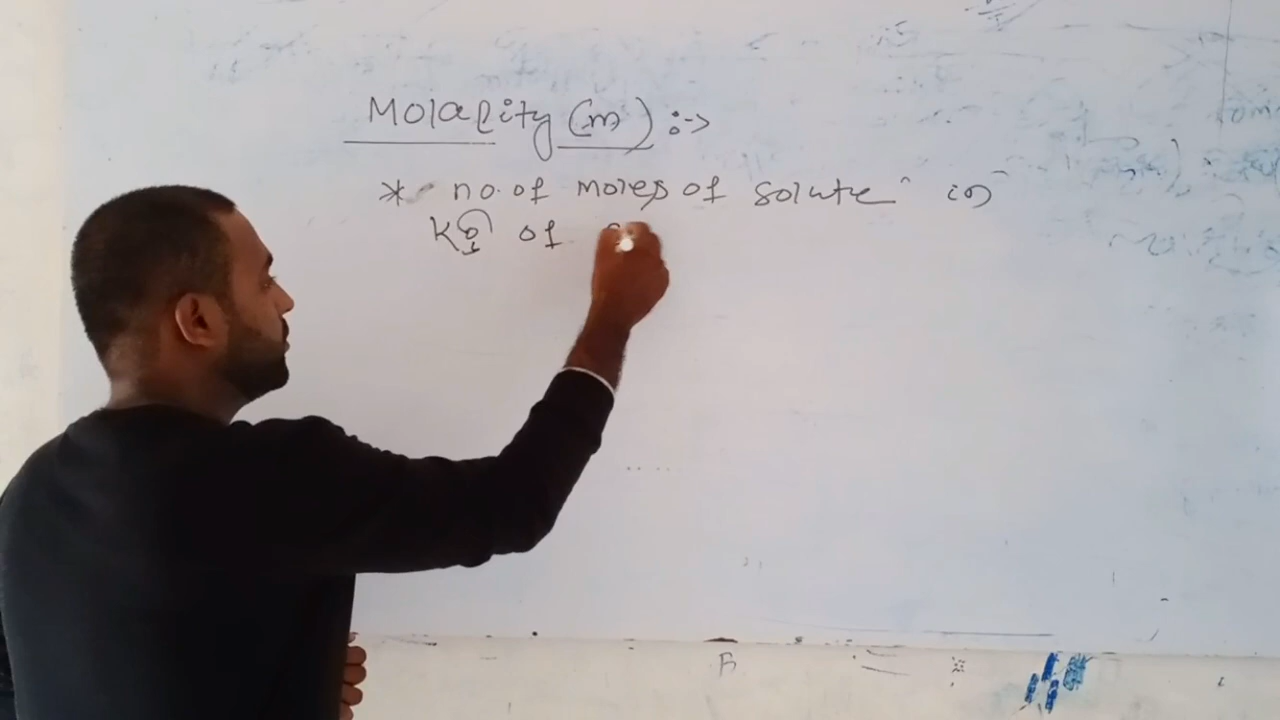 Molality (m) :->
* no. of moles of solute in
kg of